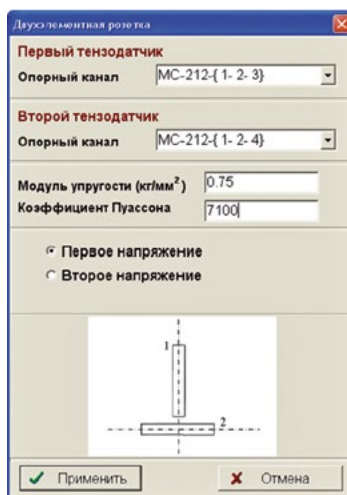 Двухэлементная розетка
Первый тензодатчик
Опорный канал МС-212-{ 1- 2- 3}
Второй тензодатчик
Опорный канал МС-212-{ 1- 2- 4}
Модуль упругости (кг/мм²) 0.75
Коэффициент Пуассона 7100
Первое напряжение
Второе напряжение
1
2
Применить Отмена